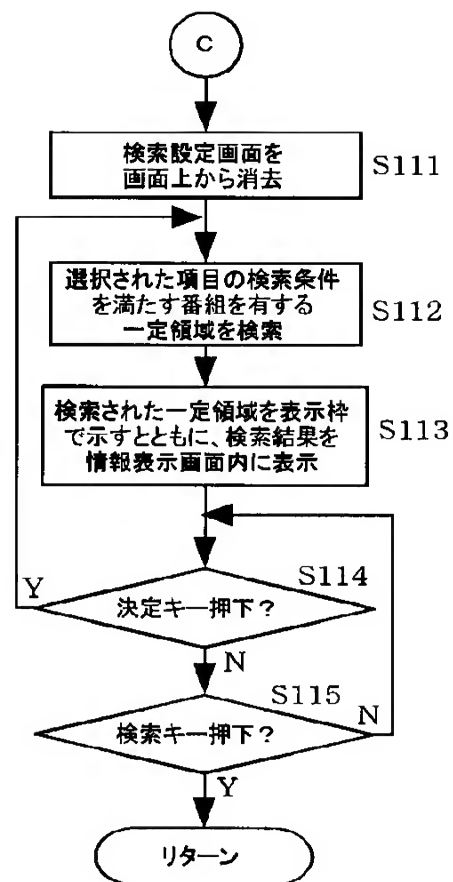 C
検索設定画面を
画面上から消去
S111
選択された項目の検索条件
を満たす番組を有する
一定領域を検索
S112
検索された一定領域を表示枠
で示すとともに、検索結果を
情報表示画面内に表示
S113
S114
Y
決定キー押下?
N
S115
検索キー押下?
N
Y
リターン